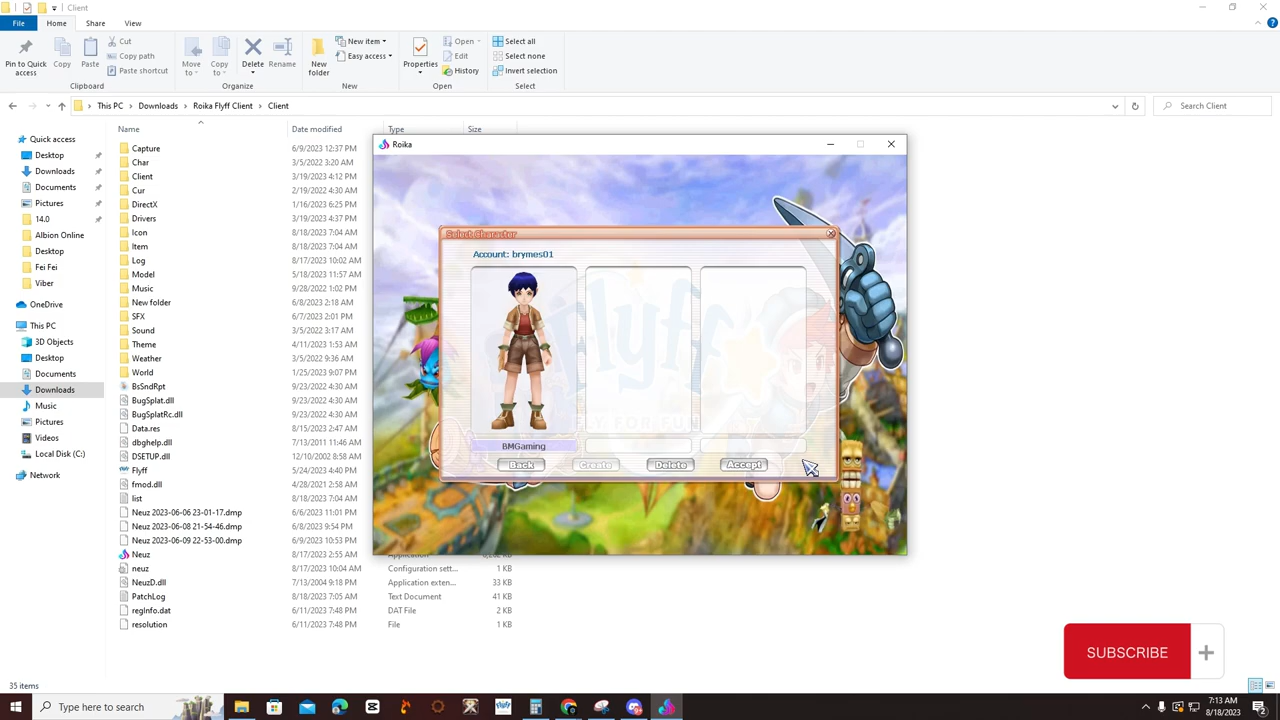 Client
File
Home
Share
View
Pin to Quick access
Copy
Paste
Cut
Copy path
Paste shortcut
Move to
Copy to
Delete
Rename
New folder
New item
Easy access
Properties
Open
Edit
History
Select all
Select none
Invert selection
Clipboard
Organize
New
Open
Select
This PC
Downloads
Roika Flyff Client
Client
Search Client
Name
Date modified
Type
Size
Quick access
Desktop
Downloads
Documents
Pictures
14.0
Albion Online
Desktop
Fei Fei
Viber
OneDrive
This PC
3D Objects
Desktop
Documents
Downloads
Music
Pictures
Videos
Local Disk (C:)
Network
Capture 6/9/2023 12:37 PM
Char 3/5/2022 3:20 AM
Client 3/19/2023 4:12 PM
Cur 2/19/2022 4:30 AM
DirectX 1/16/2023 6:25 PM
Drivers 3/19/2023 4:37 PM
Icon 8/18/2023 7:04 AM
Item 8/18/2023 7:04 AM
Log 8/17/2023 10:02 AM
Model 5/18/2023 11:57 AM
Music 9/28/2022 1:02 PM
New folder 6/8/2023 2:18 AM
SFX 6/7/2023 2:01 PM
Sound 3/5/2022 3:17 AM
Theme 4/11/2023 1:53 AM
Weather 3/5/2022 9:36 AM
World 1/25/2023 9:07 PM
BsSndRpt 9/23/2022 4:30 AM
BugSplat.dll 9/23/2022 4:30 AM
BugSplatRc.dll 9/23/2022 4:30 AM
Data.res 8/15/2023 2:47 AM
dbghelp.dll 7/13/2011 11:46 AM
DSETUP.dll 12/10/2002 8:58 AM
Flyff 5/24/2023 4:40 PM
fmod.dll 4/28/2021 2:58 AM
list 8/18/2023 7:04 AM
Neuz 2023-06-06 23-01-17.dmp 6/6/2023 11:01 PM
Neuz 2023-06-08 21-54-46.dmp 6/8/2023 9:54 PM
Neuz 2023-06-09 22-53-00.dmp 6/9/2023 10:53 PM
Neuz 8/17/2023 2:55 AM
neuz 8/17/2023 10:04 AM Configuration sett... 1 KB
NeuzD.dll 7/13/2004 9:18 PM Application exten... 33 KB
PatchLog 8/18/2023 7:05 AM Text Document 41 KB
regInfo.dat 6/11/2023 7:48 PM DAT File 2 KB
resolution 6/11/2023 7:48 PM File 1 KB
Roika
Select Character
Account: brymes01
BMGaming
Back
Create
Delete
Accept
SUBSCRIBE
35 items
Type here to search
7:13 AM
8/18/2023
2